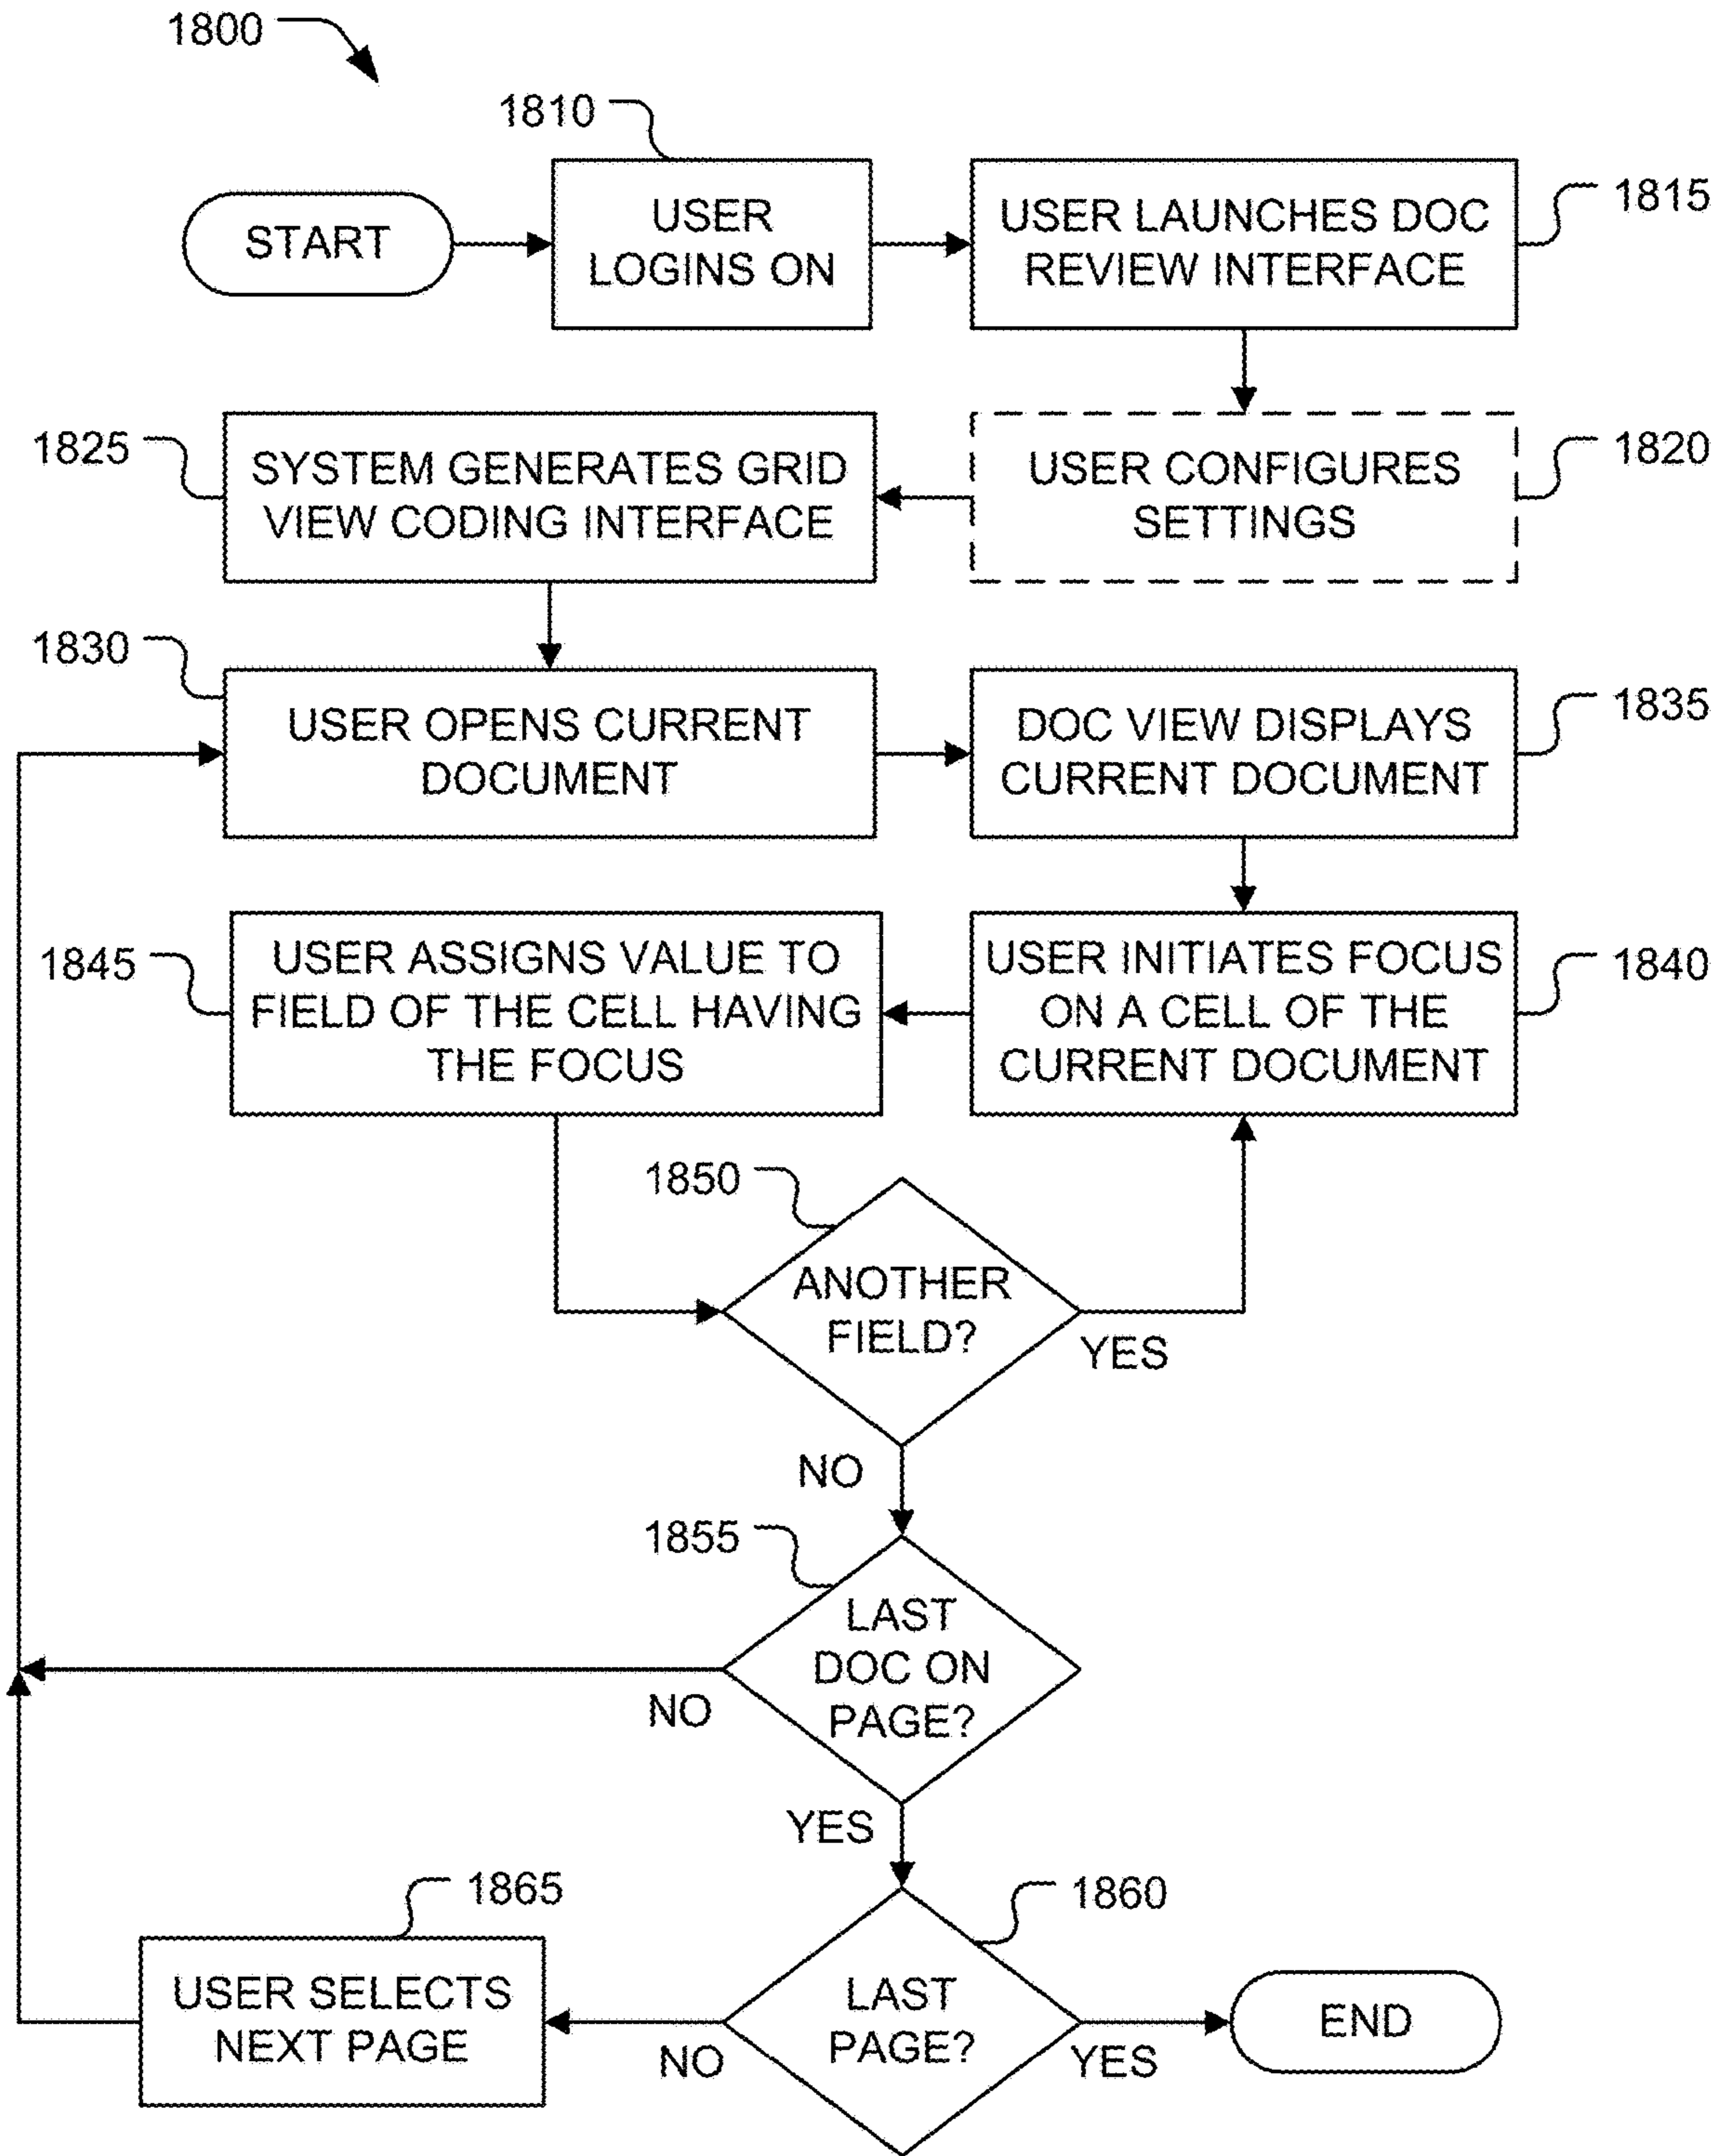 1800
1810
START
USER
LOGINS ON
USER LAUNCHES DOC
REVIEW INTERFACE
1815
1825
SYSTEM GENERATES GRID
VIEW CODING INTERFACE
USER CONFIGURES
SETTINGS
1820
1830
USER OPENS CURRENT
DOCUMENT
DOC VIEW DISPLAYS
CURRENT DOCUMENT
1835
1845
USER ASSIGNS VALUE TO
FIELD OF THE CELL HAVING
THE FOCUS
USER INITIATES FOCUS
ON A CELL OF THE
CURRENT DOCUMENT
1840
1850
ANOTHER
FIELD?
YES
NO
1855
LAST
DOC ON
PAGE?
NO
YES
1865
1860
USER SELECTS
NEXT PAGE
NO
LAST
PAGE?
YES
END